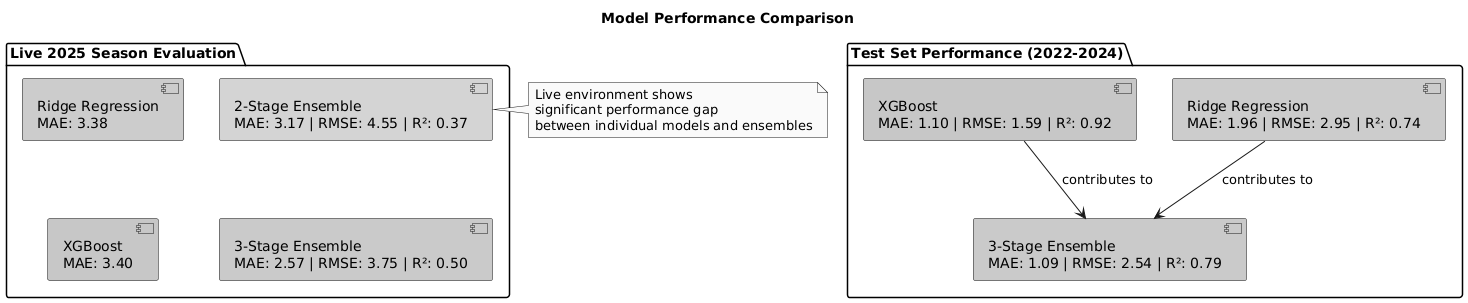 Model Performance Comparison
Live 2025 Season Evaluation
Ridge Regression
MAE: 3.38
2-Stage Ensemble
MAE: 3.17 | RMSE: 4.55 | R²: 0.37
Live environment shows
significant performance gap
between individual models and ensembles
XGBoost
MAE: 3.40
3-Stage Ensemble
MAE: 2.57 | RMSE: 3.75 | R²: 0.50
Test Set Performance (2022-2024)
XGBoost
MAE: 1.10 | RMSE: 1.59 | R²: 0.92
Ridge Regression
MAE: 1.96 | RMSE: 2.95 | R²: 0.74
contributes to
contributes to
3-Stage Ensemble
MAE: 1.09 | RMSE: 2.54 | R²: 0.79